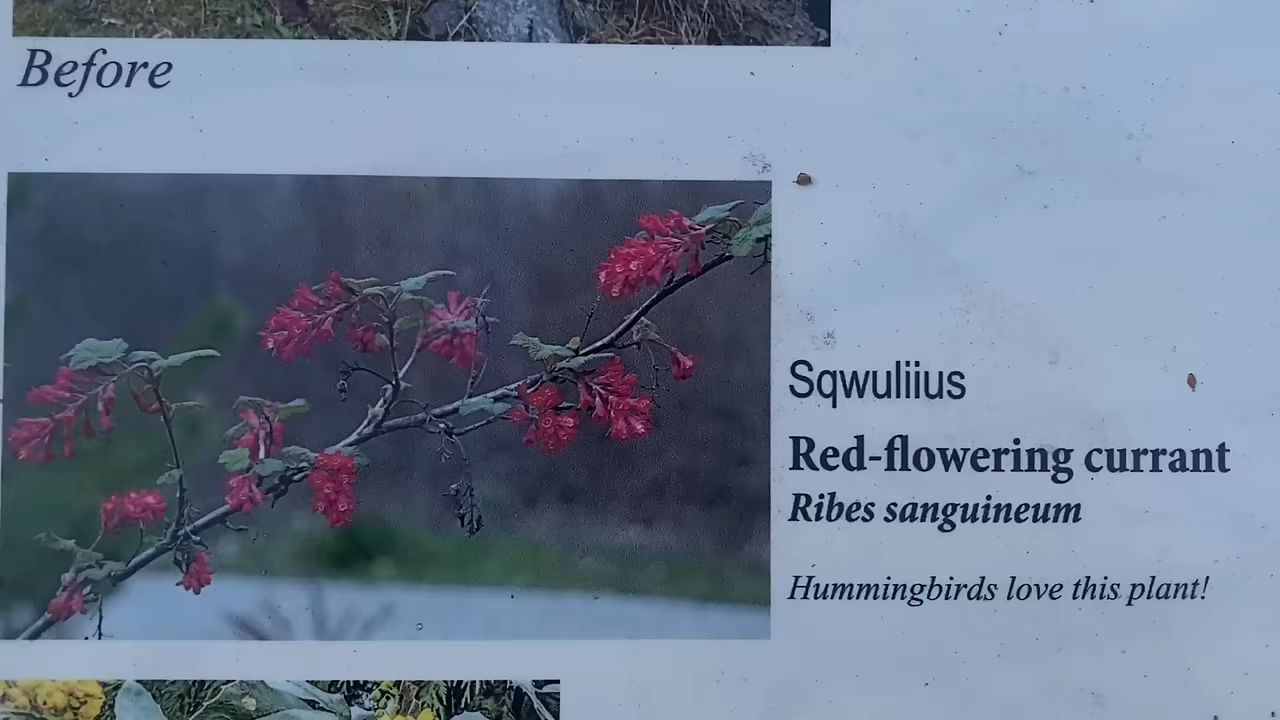 Before
Sqwuliius
Red-flowering currant
Ribes sanguineum
Hummingbirds love this plant!